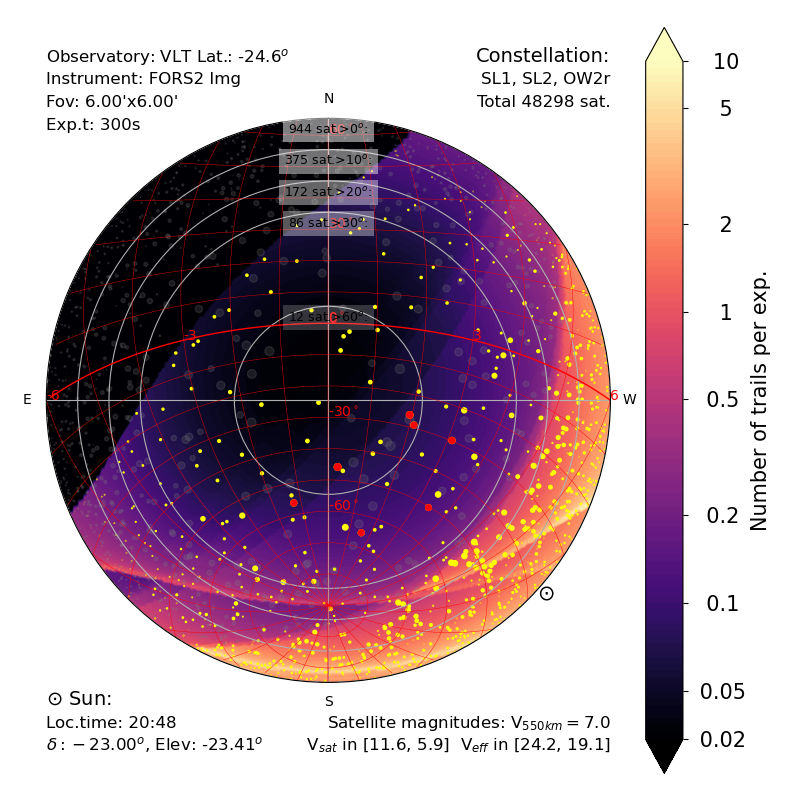 Observatory: VLT Lat.: -24.6°
Instrument: FORS2 Img
Fov: 6.00'x6.00'
Exp.t: 300s
Constellation:
SL1, SL2, OW2r
Total 48298 sat.
N
944 sat.>0°:
375 sat.>10°:
172 sat.>20°:
86 sat.>30°:
12 sat.>60°:
-3
3
-6
6
E
W
-30°
-60°
S
⊙
⊙ Sun:
Loc.time: 20:48
δ: −23.00°, Elev: -23.41°
Satellite magnitudes: V550km = 7.0
Vsat in [11.6, 5.9] Veff in [24.2, 19.1]
10
5
2
1
0.5
0.2
0.1
0.05
0.02
Number of trails per exp.